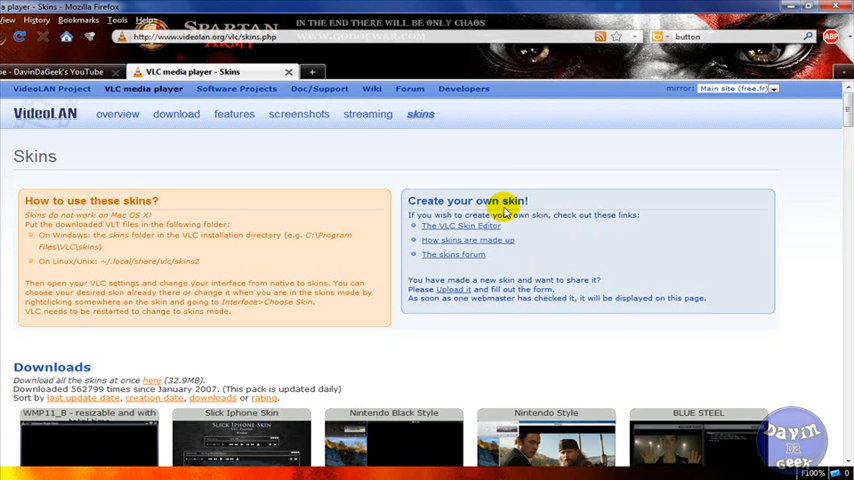 a player - Skins - Mozilla Firefox
SPARTAN
ARMY
IN THE END THERE WILL BE ONLY CHAOS
View History Bookmarks Tools Help
http://www.videolan.org/vlc/skins.php
button
ABP
be - DavinDaGeek's YouTube
VLC media player - Skins
VideoLAN Project VLC media player Software Projects Doc/Support Wiki Forum Developers mirror: Main site (free.fr)
VideoLAN overview download features screenshots streaming skins
Skins
How to use these skins?
Skins do not work on Mac OS X!
Put the downloaded VLT files in the following folder:
On Windows: the skins folder in the VLC installation directory (e.g. C:\Program
Files\VLC\skins)
On Linux/Unix: ~/.local/share/vlc/skins2
Then open your VLC settings and change your interface from native to skins. You can
choose your desired skin already there or change it when you are in the skins mode by
rightclicking somewhere on the skin and going to Interface>Choose Skin.
VLC needs to be restarted to change to skins mode.
Create your own skin!
If you wish to create your own skin, check out these links:
The VLC Skin Editor
How skins are made up
The skins forum
You have made a new skin and want to share it?
Please Upload it and fill out the form.
As soon as one webmaster has checked it, it will be displayed on this page.
Downloads
Download all the skins at once here (32.9MB).
Downloaded 562799 times since January 2007. (This pack is updated daily)
Sort by last update date, creation date, downloads or rating.
WMP11_B - resizable and with
Slick Iphone Skin
Nintendo Black Style
Nintendo Style
BLUE STEEL
SLICK IPHONE SKIN
Davin
Da
Geek
F100%
0